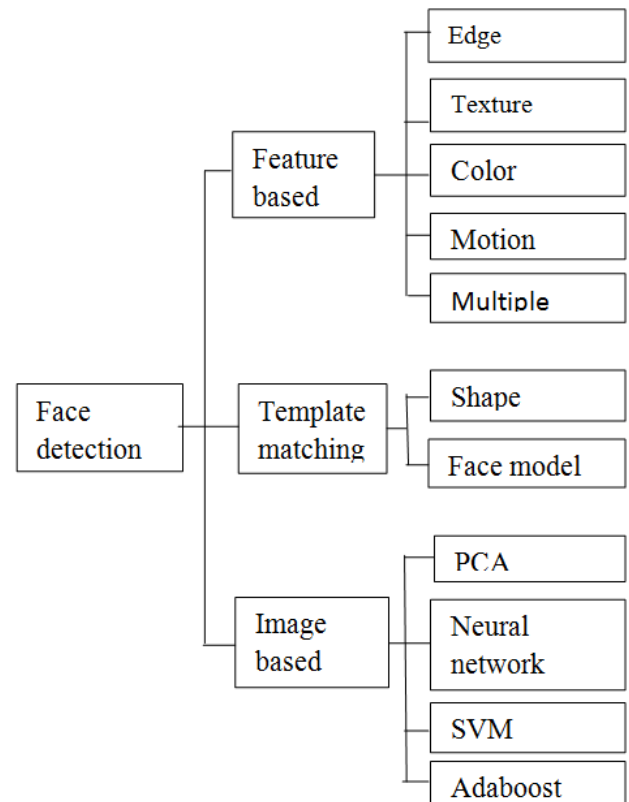 Edge
Texture
Feature
based
Color
Motion
Multiple
Face
detection
Template
matching
Shape
Face model
PCA
Image
based
Neural
network
SVM
Adaboost